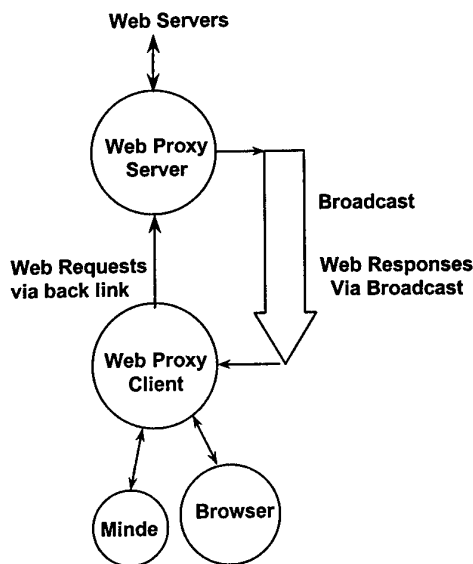 Web Servers
Web Proxy
Server
Broadcast
Web Requests
via back link
Web Responses
Via Broadcast
Web Proxy
Client
Minde
Browser